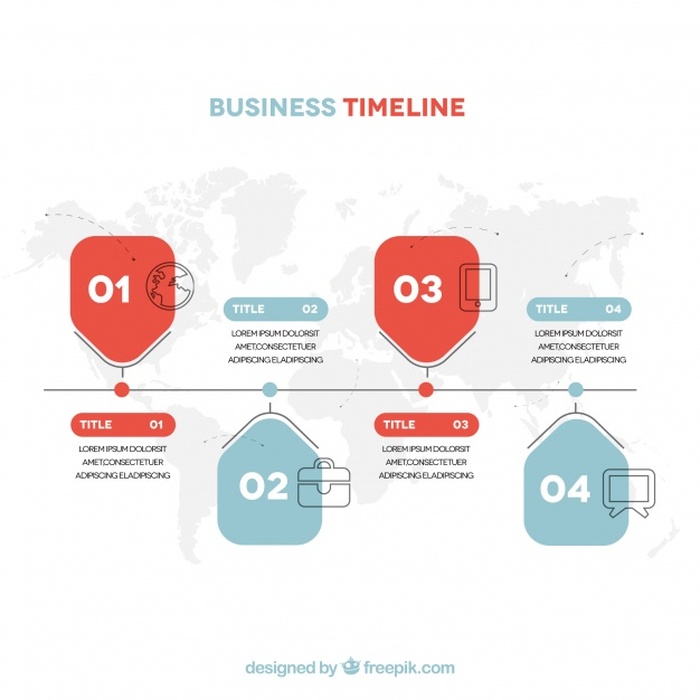 BUSINESS TIMELINE
01
TITLE 01
LOREM IPSUM DOLORSIT
AMET,CONSECTETUER
ADIPISCING ELADIPISCING
TITLE 02
LOREM IPSUM DOLORSIT
AMET,CONSECTETUER
ADIPISCING ELADIPISCING
02
03
TITLE 03
LOREM IPSUM DOLORSIT
AMET,CONSECTETUER
ADIPISCING ELADIPISCING
TITLE 04
LOREM IPSUM DOLORSIT
AMET,CONSECTETUER
ADIPISCING ELADIPISCING
04
designed by freepik.com